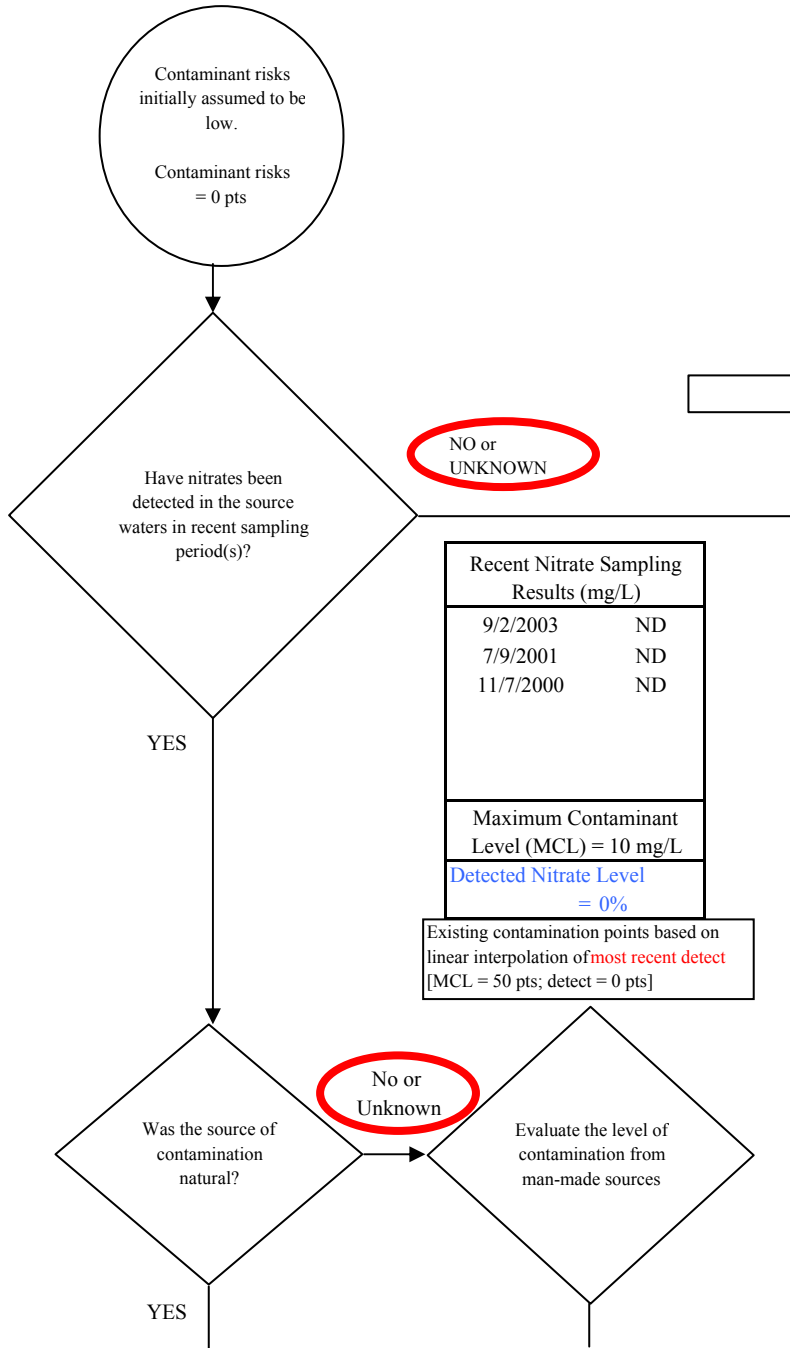 Contaminant risks
initially assumed to be
low.
Contaminant risks
= 0 pts
Have nitrates been
detected in the source
waters in recent sampling
period(s)?
NO or
UNKNOWN
Recent Nitrate Sampling
Results (mg/L)
9/2/2003 ND
7/9/2001 ND
11/7/2000 ND
Maximum Contaminant
Level (MCL) = 10 mg/L
Detected Nitrate Level
= 0%
Existing contamination points based on
linear interpolation of most recent detect
[MCL = 50 pts; detect = 0 pts]
YES
Was the source of
contamination
natural?
No or
Unknown
Evaluate the level of
contamination from
man-made sources
YES